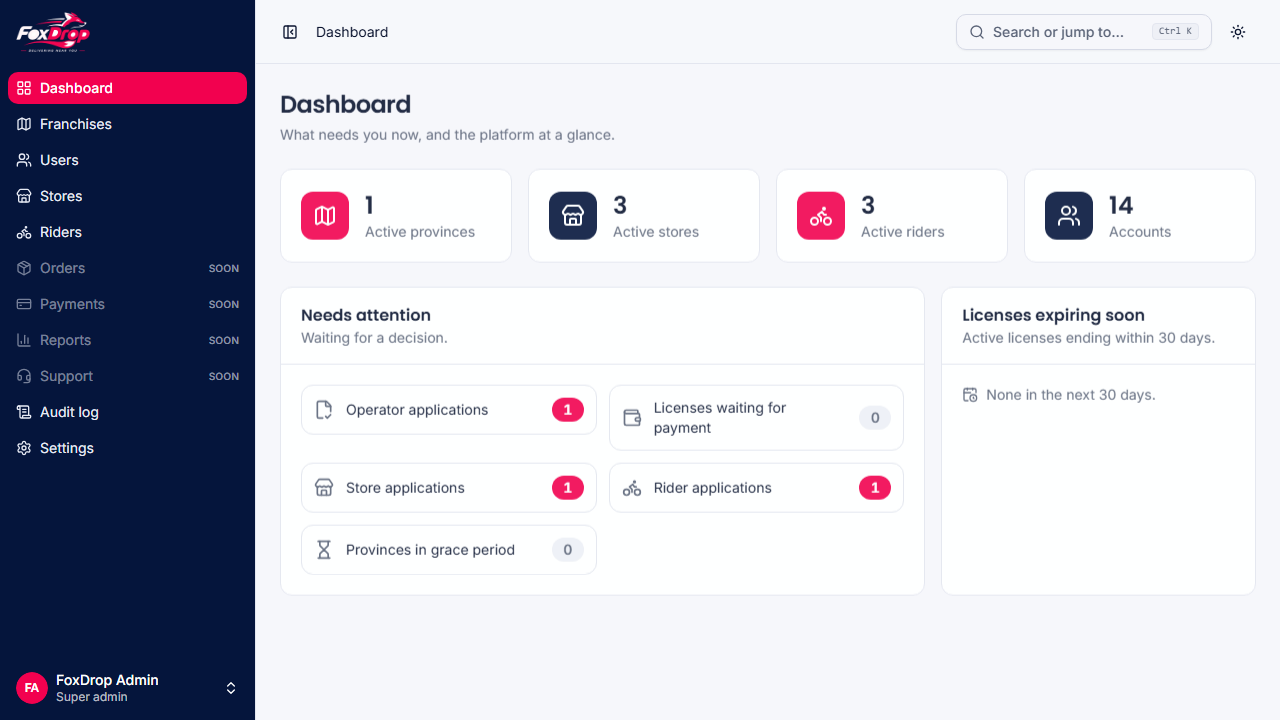 FoxDrop
DELIVERING NEAR YOU
Dashboard
Franchises
Users
Stores
Riders
Orders SOON
Payments SOON
Reports SOON
Support SOON
Audit log
Settings
FA
FoxDrop Admin
Super admin
Dashboard
Search or jump to...
Ctrl K
Dashboard
What needs you now, and the platform at a glance.
1
Active provinces
3
Active stores
3
Active riders
14
Accounts
Needs attention
Waiting for a decision.
Operator applications 1
Licenses waiting for
payment 0
Store applications 1
Rider applications 1
Provinces in grace period 0
Licenses expiring soon
Active licenses ending within 30 days.
None in the next 30 days.